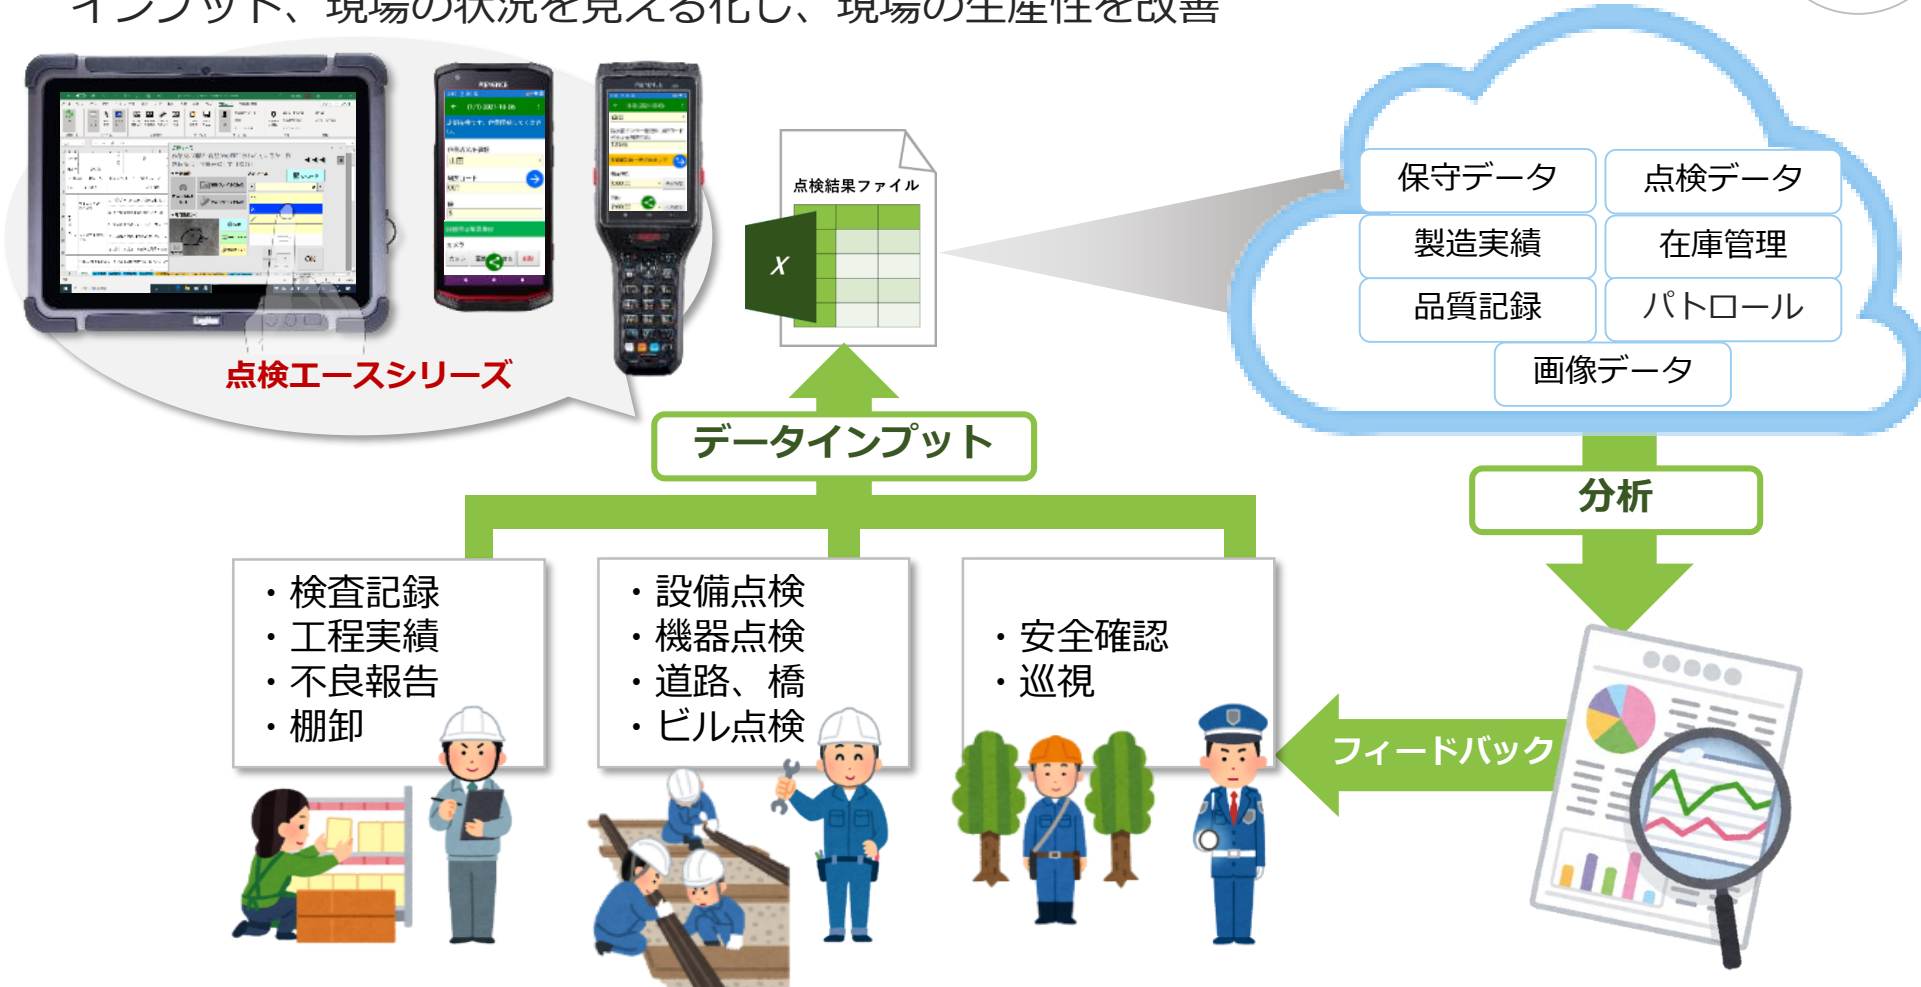 インプット、現場の状況を見える化し、現場の生産性を改善
KEYENCE
点検エースシリーズ
点検結果ファイル
X
保守データ
点検データ
製造実績
在庫管理
品質記録
パトロール
画像データ
データインプット
分析
・検査記録
・工程実績
・不良報告
・棚卸
・設備点検
・機器点検
・道路、橋
・ビル点検
・安全確認
・巡視
フィードバック